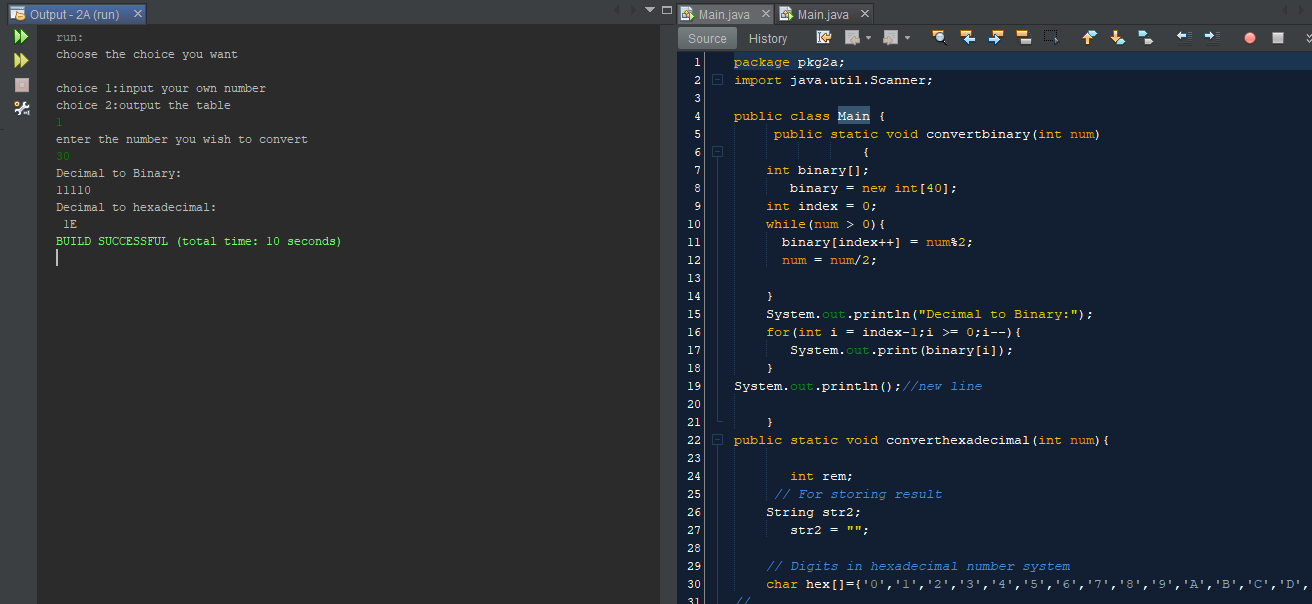 Output - 2A (run)
run:
choose the choice you want
choice 1:input your own number
choice 2:output the table
1
enter the number you wish to convert
30
Decimal to Binary:
11110
Decimal to hexadecimal:
1E
BUILD SUCCESSFUL (total time: 10 seconds)
Main.java
Main.java
Source History
1 package pkg2a;
2 import java.util.Scanner;
3
4 public class Main {
5 public static void convertbinary(int num)
6 {
7 int binary[];
8 binary = new int[40];
9 int index = 0;
10 while(num > 0){
11 binary[index++] = num%2;
12 num = num/2;
13
14 }
15 System.out.println("Decimal to Binary:");
16 for(int i = index-1;i >= 0;i--){
17 System.out.print(binary[i]);
18 }
19 System.out.println();//new line
20
21 }
22 public static void converthexadecimal(int num){
23
24 int rem;
25 // For storing result
26 String str2;
27 str2 = "";
28
29 // Digits in hexadecimal number system
30 char hex[]={'0','1','2','3','4','5','6','7','8','9','A','B','C','D',
31 //